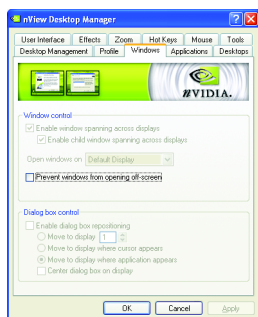 nView Desktop Manager
User Interface Effects Zoom Hot Keys Mouse Tools
Desktop Management Profile Windows Applications Desktops
nVIDIA.
Window control
Enable window spanning across displays
Enable child window spanning across displays
Open windows on Default Display
Prevent windows from opening off-screen
Dialog box control
Enable dialog box repositioning
Move to display 1
Move to display where cursor appears
Move to display where application appears
Center dialog box on display
OK Cancel Apply